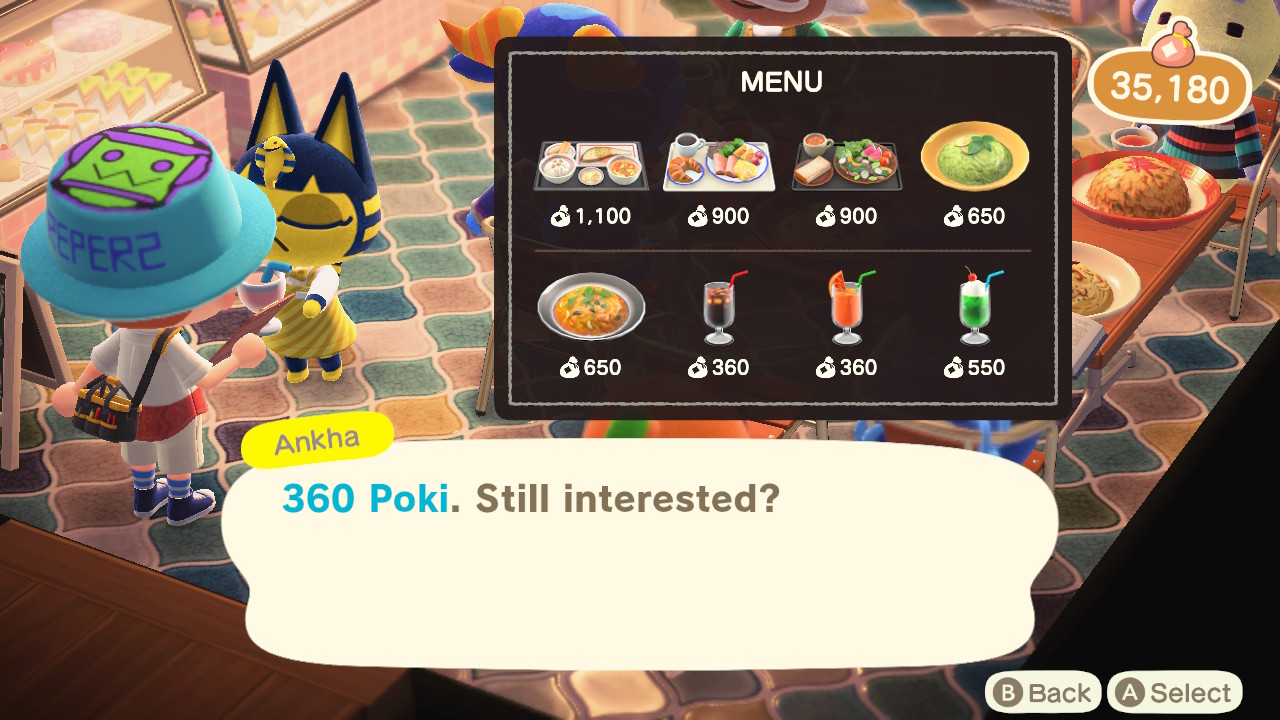 MENU
35,180
1,100 900 900 650
650 360 360 550
Ankha
360 Poki. Still interested?
B Back A Select